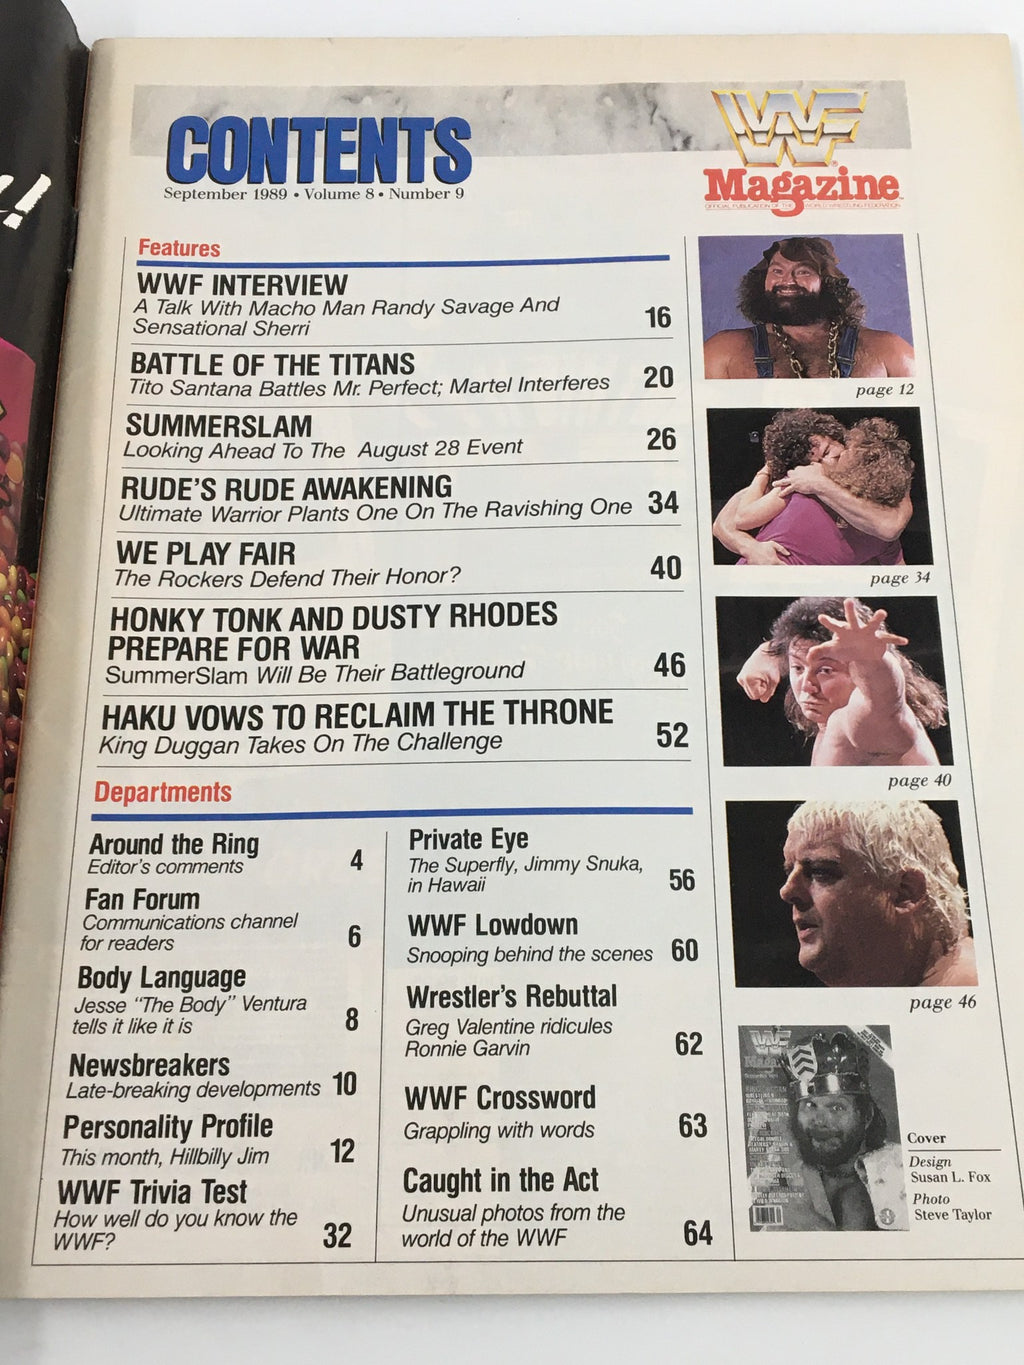 CONTENTS
September 1989 • Volume 8 • Number 9
WWF
Magazine
OFFICIAL PUBLICATION OF THE WORLD WRESTLING FEDERATION
Features
WWF INTERVIEW
A Talk With Macho Man Randy Savage And
Sensational Sherri
16
BATTLE OF THE TITANS
Tito Santana Battles Mr. Perfect; Martel Interferes
20
SUMMERSLAM
Looking Ahead To The August 28 Event
26
RUDE'S RUDE AWAKENING
Ultimate Warrior Plants One On The Ravishing One
34
WE PLAY FAIR
The Rockers Defend Their Honor?
40
HONKY TONK AND DUSTY RHODES
PREPARE FOR WAR
SummerSlam Will Be Their Battleground
46
HAKU VOWS TO RECLAIM THE THRONE
King Duggan Takes On The Challenge
52
Departments
Around the Ring
Editor's comments
4
Fan Forum
Communications channel
for readers
6
Body Language
Jesse "The Body" Ventura
tells it like it is
8
Newsbreakers
Late-breaking developments
10
Personality Profile
This month, Hillbilly Jim
12
WWF Trivia Test
How well do you know the
WWF?
32
Private Eye
The Superfly, Jimmy Snuka,
in Hawaii
56
WWF Lowdown
Snooping behind the scenes
60
Wrestler's Rebuttal
Greg Valentine ridicules
Ronnie Garvin
62
WWF Crossword
Grappling with words
63
Caught in the Act
Unusual photos from the
world of the WWF
64
page 12
page 34
page 40
page 46
WWF
Magazine
Cover
Design
Susan L. Fox
Photo
Steve Taylor